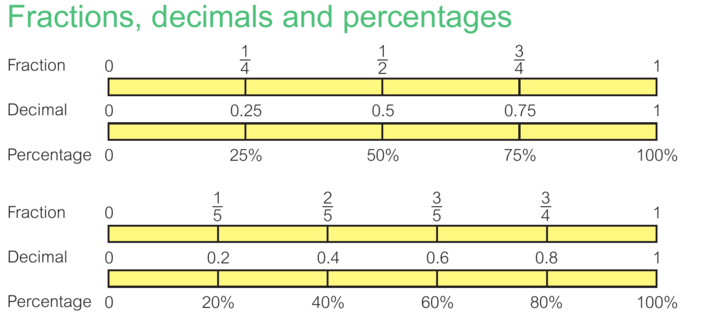 Fractions, decimals and percentages
Fraction 0 1/4 1/2 3/4 1
Decimal 0 0.25 0.5 0.75 1
Percentage 0 25% 50% 75% 100%
Fraction 0 1/5 2/5 3/5 3/4 1
Decimal 0 0.2 0.4 0.6 0.8 1
Percentage 0 20% 40% 60% 80% 100%